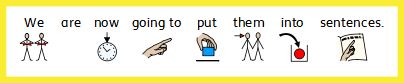 We are now going to put them into sentences.